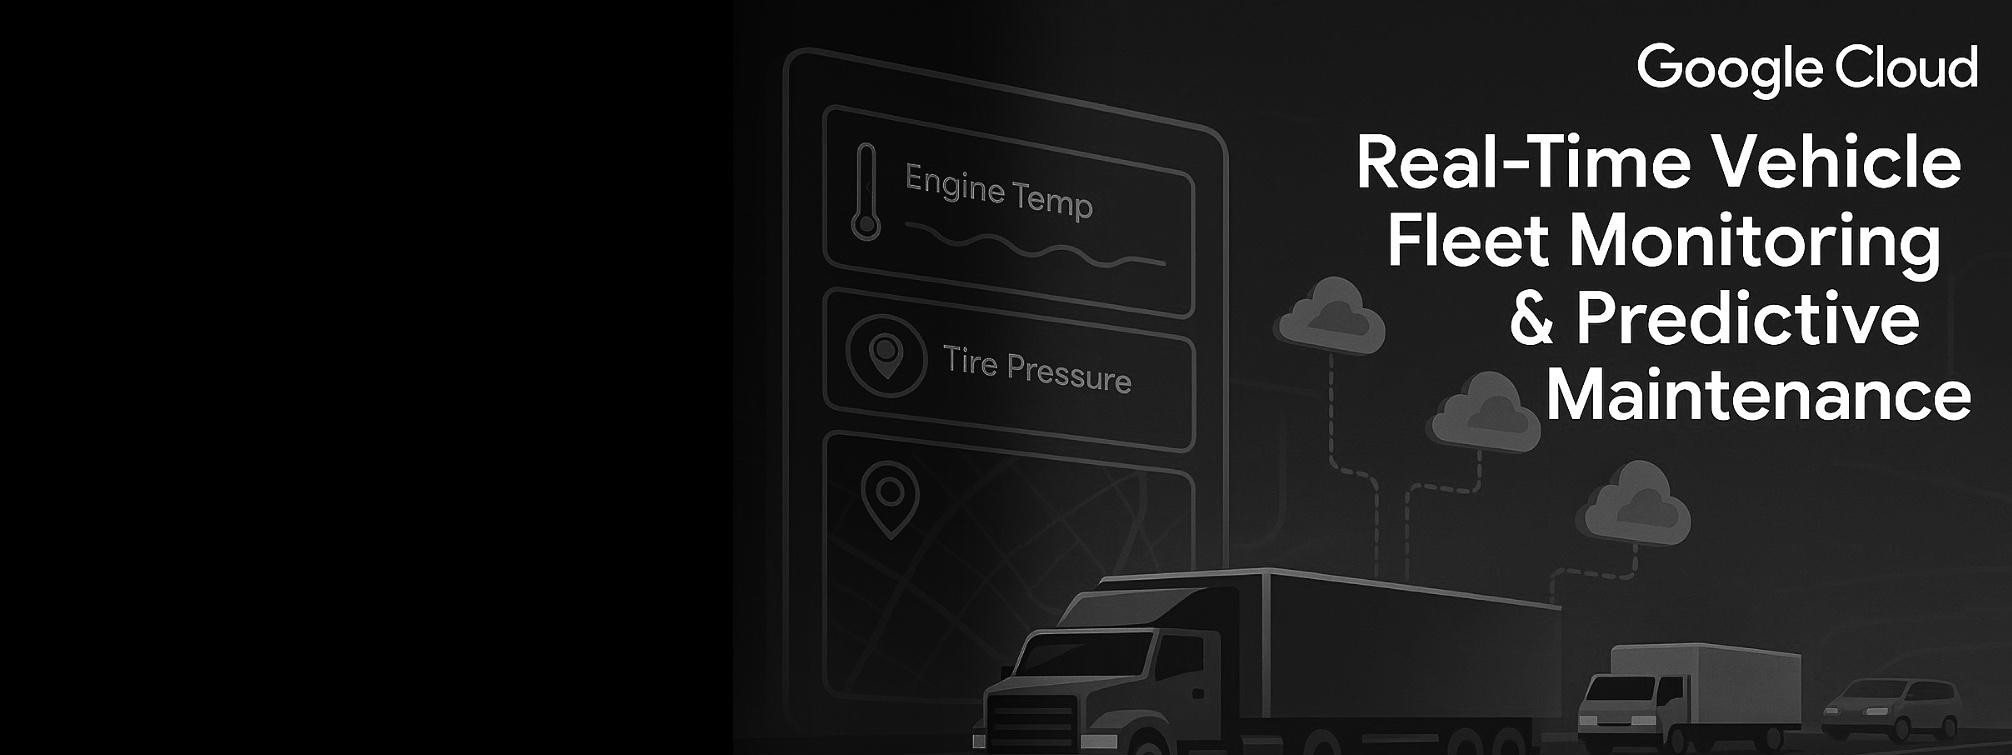 Google Cloud
Real-Time Vehicle
Fleet Monitoring
& Predictive
Maintenance
Engine Temp
Tire Pressure